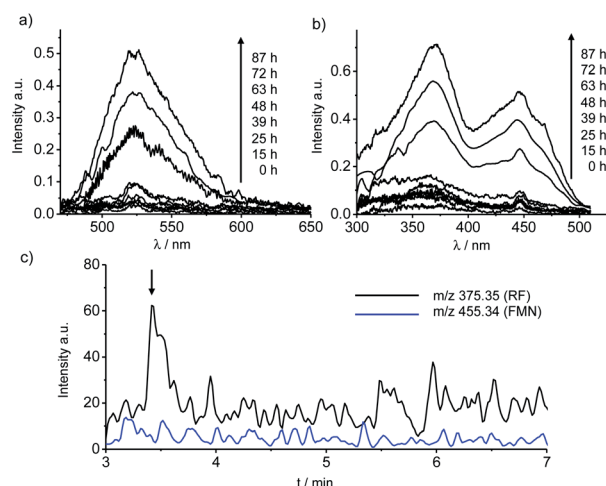 a)
Intensity a.u.
0.5
0.4
0.3
0.2
0.1
0.0
500
550
600
650
λ / nm
87 h
72 h
63 h
48 h
39 h
25 h
15 h
0 h
b)
Intensity a.u.
0.6
0.4
0.2
0.0
300
350
400
450
500
λ / nm
87 h
72 h
63 h
48 h
39 h
25 h
15 h
0 h
c)
Intensity a.u.
80
60
40
20
0
3
4
5
6
7
t / min
m/z 375.35 (RF)
m/z 455.34 (FMN)